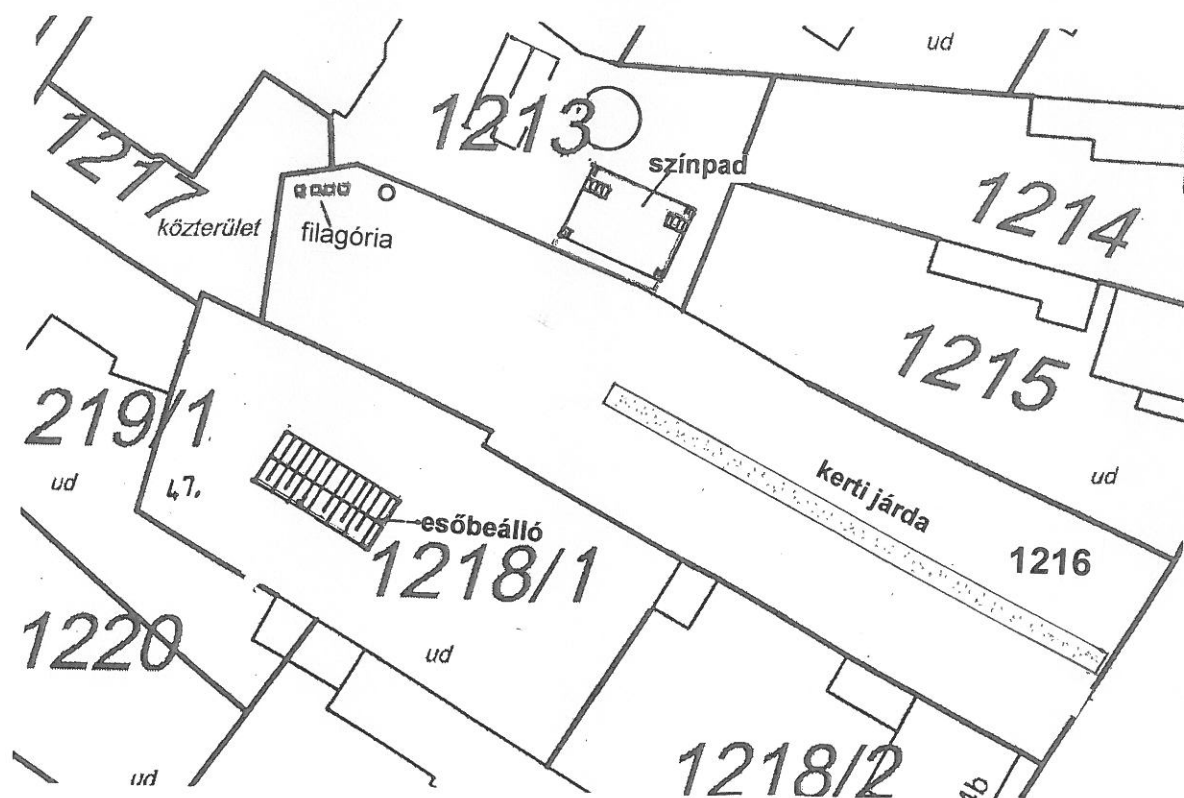 ud
1213
színpad
1217
1214
közterület
filagória
1215
219/1
ud
kerti járda
ud
47.
esőbeálló
1216
1218/1
1220
ud
1218/2
ud